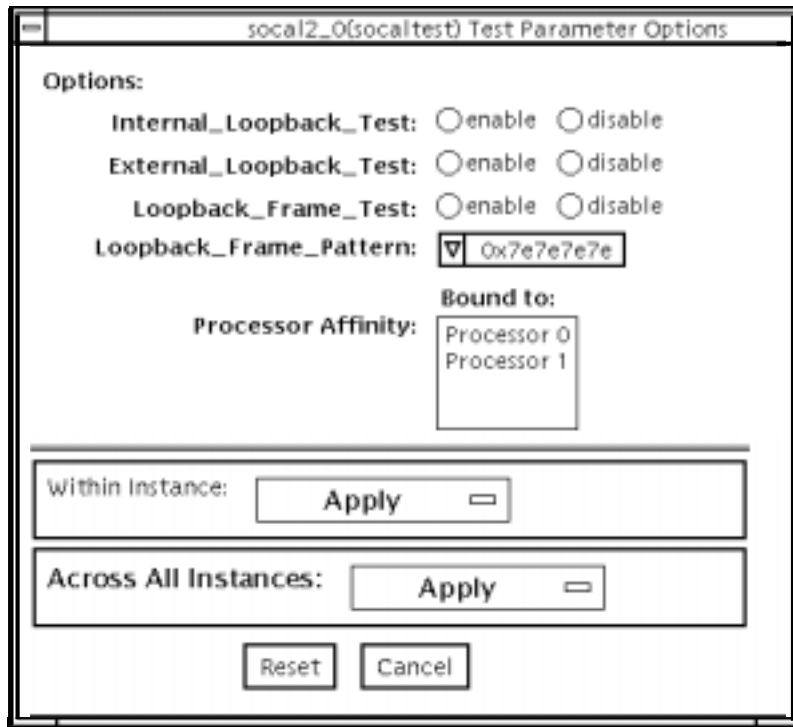 socal2_0(socaltest) Test Parameter Options
Options:
Internal_Loopback_Test: enable disable
External_Loopback_Test: enable disable
Loopback_Frame_Test: enable disable
Loopback_Frame_Pattern: 0x7e7e7e7e
Bound to:
Processor Affinity: Processor 0
Processor 1
Within Instance: Apply
Across All Instances: Apply
Reset Cancel